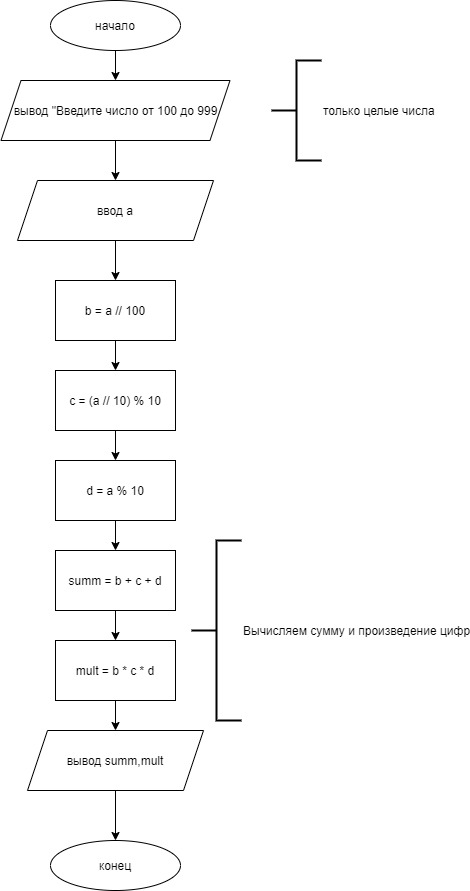 начало
вывод "Введите число от 100 до 999
только целые числа
ввод a
b = a // 100
c = (a // 10) % 10
d = a % 10
summ = b + c + d
Вычисляем сумму и произведение цифр
mult = b * c * d
вывод summ,mult
конец